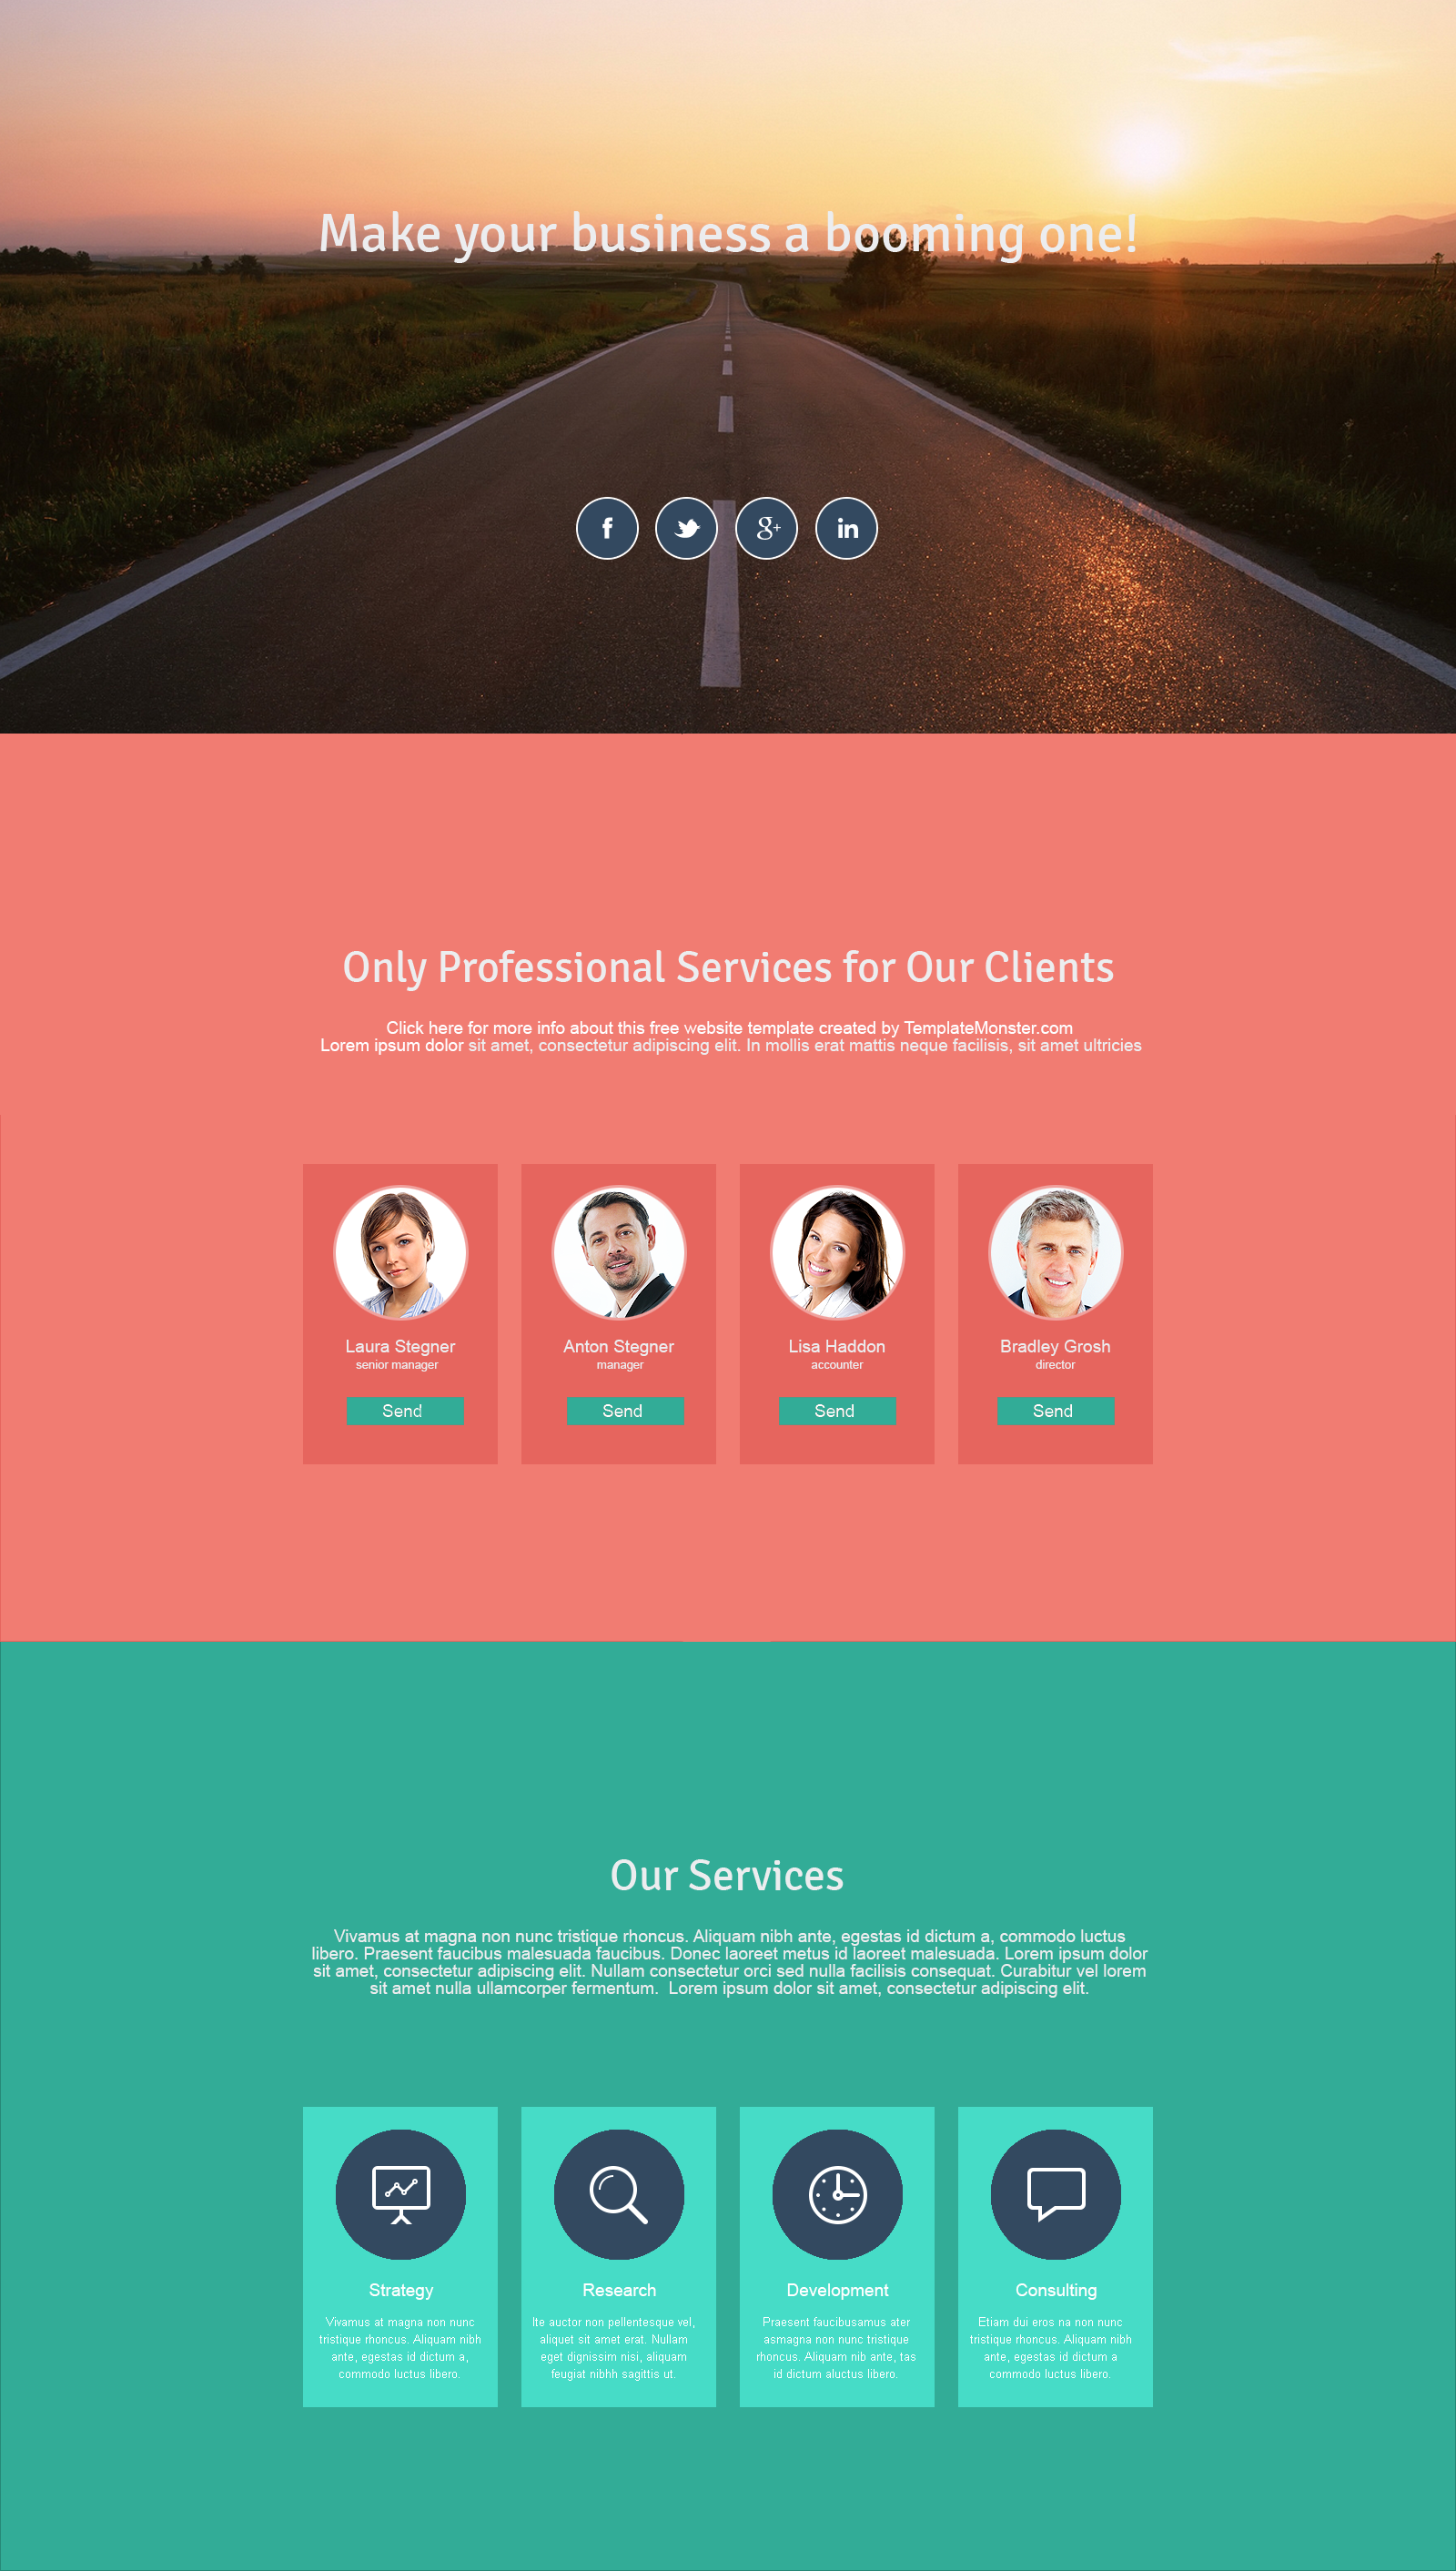 Make your business a booming one!
f
g+
in
Only Professional Services for Our Clients
Click here for more info about this free website template created by TemplateMonster.com
Lorem ipsum dolor sit amet, consectetur adipiscing elit. In mollis erat mattis neque facilisis, sit amet ultricies
Laura Stegner
senior manager
Send
Anton Stegner
manager
Send
Lisa Haddon
accounter
Send
Bradley Grosh
director
Send
Our Services
Vivamus at magna non nunc tristique rhoncus. Aliquam nibh ante, egestas id dictum a, commodo luctus
libero. Praesent faucibus malesuada faucibus. Donec laoreet metus id laoreet malesuada. Lorem ipsum dolor
sit amet, consectetur adipiscing elit. Nullam consectetur orci sed nulla facilisis consequat. Curabitur vel lorem
sit amet nulla ullamcorper fermentum.  Lorem ipsum dolor sit amet, consectetur adipiscing elit.
Strategy
Vivamus at magna non nunc
tristique rhoncus. Aliquam nibh
ante, egestas id dictum a,
commodo luctus libero.
Research
Ite auctor non pellentesque vel,
aliquet sit amet erat. Nullam
eget dignissim nisi, aliquam
feugiat nibhh sagittis ut.
Development
Praesent faucibusamus ater
asmagna non nunc tristique
rhoncus. Aliquam nib ante, tas
id dictum aluctus libero.
Consulting
Etiam dui eros na non nunc
tristique rhoncus. Aliquam nibh
ante, egestas id dictum a
commodo luctus libero.